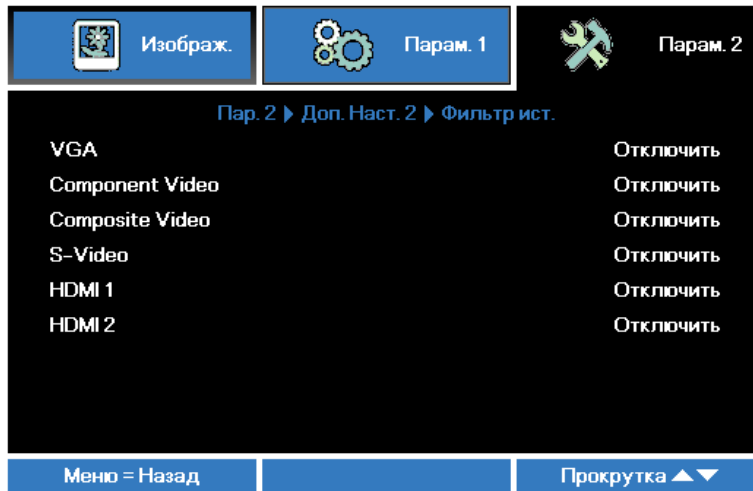 Изображ. Парам. 1 Парам. 2
Пар. 2 ▶ Доп. Наст. 2 ▶ Фильтр ист.
VGA Отключить
Component Video Отключить
Composite Video Отключить
S-Video Отключить
HDMI 1 Отключить
HDMI 2 Отключить
Меню = Назад Прокрутка ▲▼